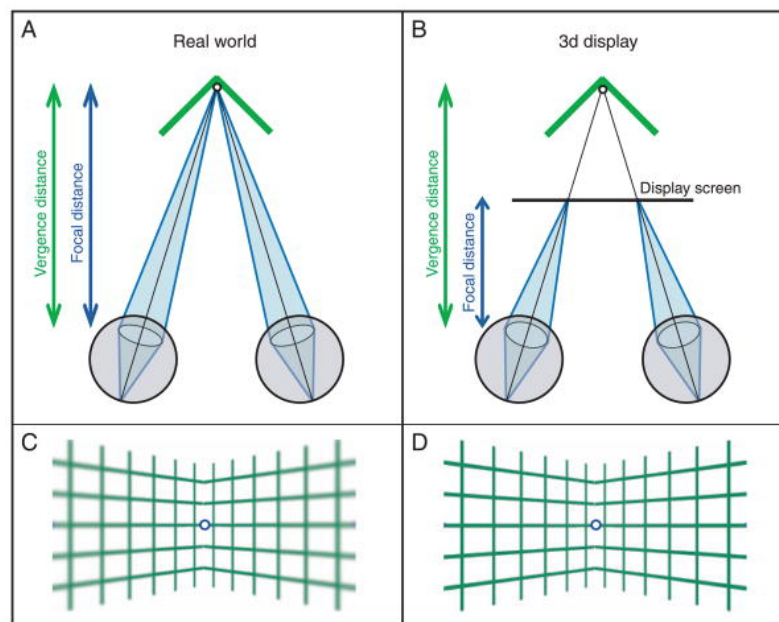 A
Real world
Vergence distance
Focal distance
B
3d display
Vergence distance
Focal distance
Display screen
C
D